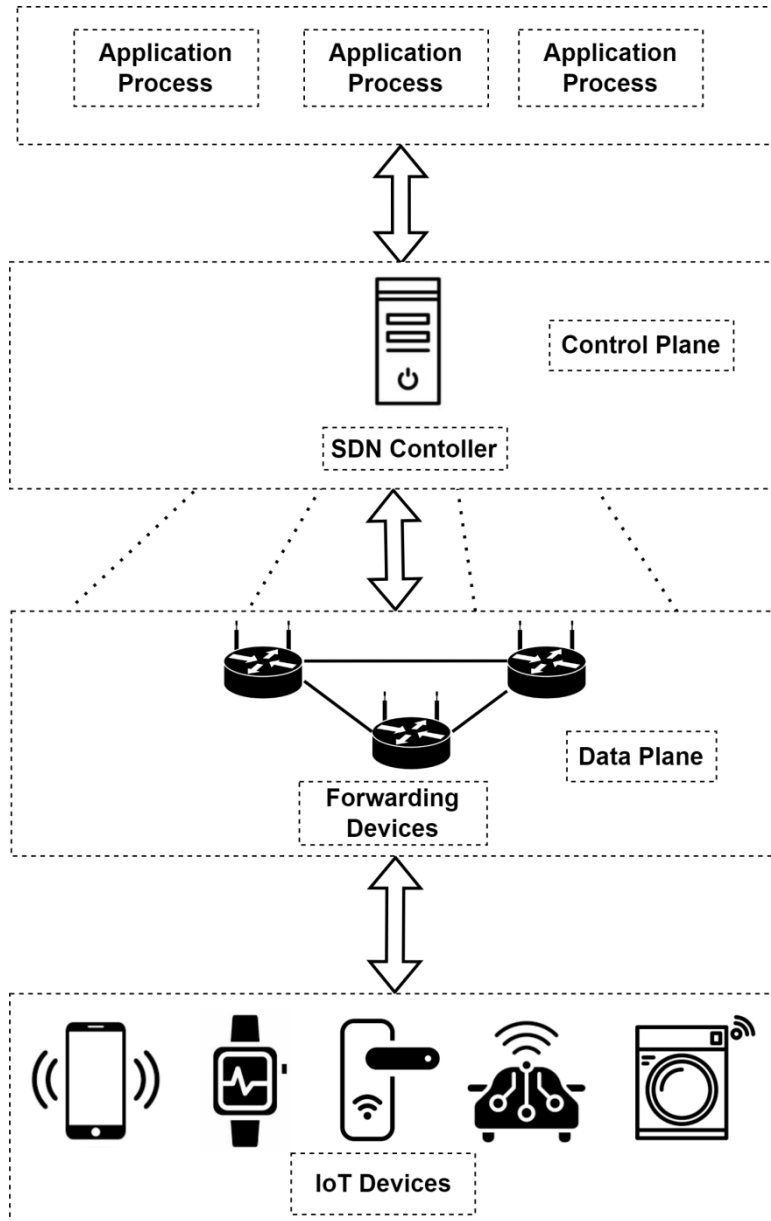 Application Application Application
Process Process Process
Control Plane
SDN Contoller
Data Plane
Forwarding
Devices
IoT Devices